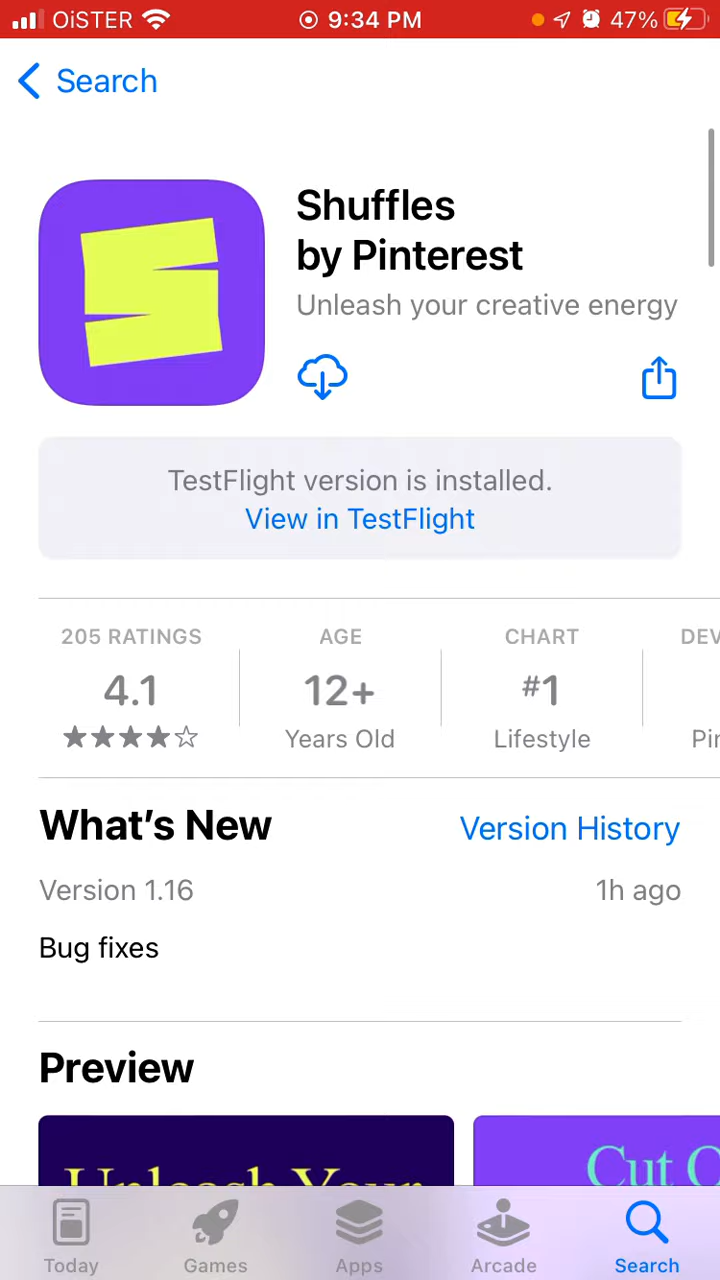 OiSTER 9:34 PM 47%
Search
Shuffles
by Pinterest
Unleash your creative energy
TestFlight version is installed.
View in TestFlight
205 RATINGS AGE CHART DEV
4.1 12+ #1
Years Old Lifestyle Pin
What's New Version History
Version 1.16 1h ago
Bug fixes
Preview
Unleash Your Cut O
Today Games Apps Arcade Search